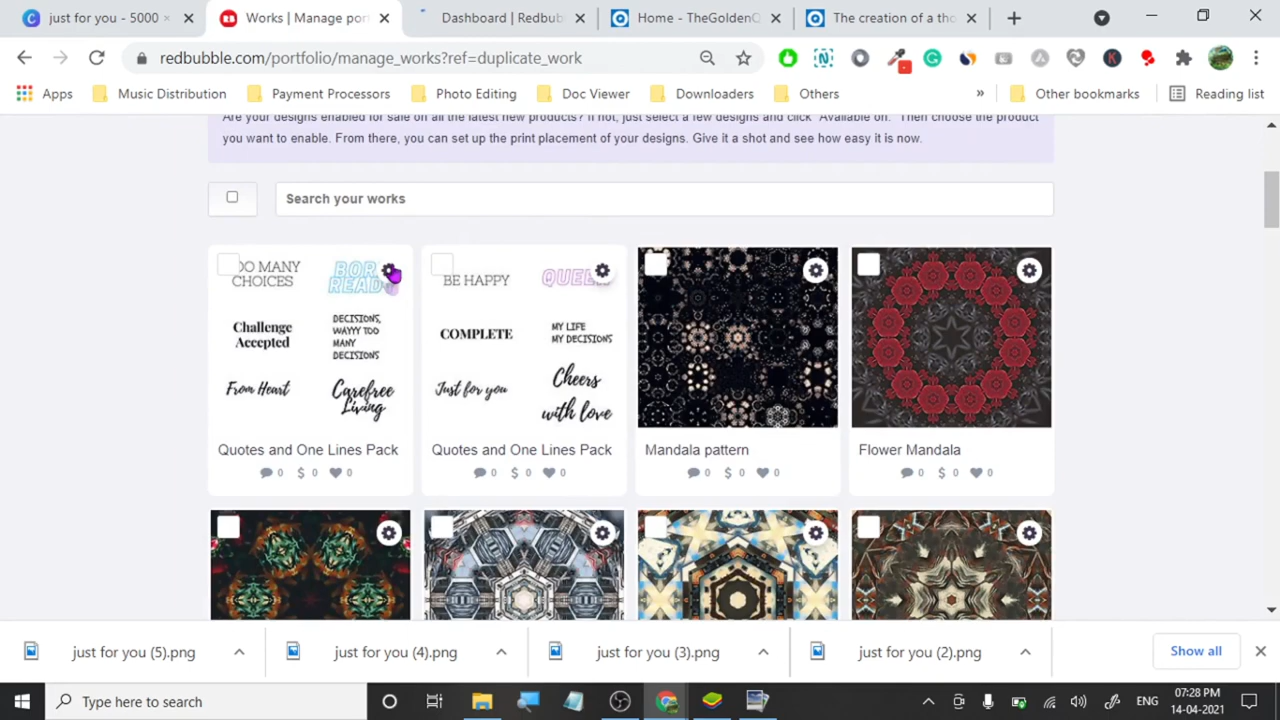 just for you - 5000 ×
Works | Manage por
Dashboard | Redbubb
Home - TheGoldenQ
The creation of a tho
redbubble.com/portfolio/manage_works?ref=duplicate_work
Apps
Music Distribution
Payment Processors
Photo Editing
Doc Viewer
Downloaders
Others
»
Other bookmarks
Reading list
Are your designs enabled for sale on all the latest new products? If not, just select a few designs and click "Available on." Then choose the product
you want to enable. From there, you can set up the print placement of your designs. Give it a shot and see how easy it is now.
Search your works
OO MANY
CHOICES
BOR
READ
Challenge
Accepted
DECISIONS,
WAYYY TOO
MANY
DECISIONS
From Heart
Carefree
Living
BE HAPPY
QUEE
COMPLETE
MY LIFE
MY DECISIONS
Just for you
Cheers
with love
Quotes and One Lines Pack
Quotes and One Lines Pack
Mandala pattern
Flower Mandala
0 $ 0 0
0 $ 0 0
0 $ 0 0
0 $ 0 0
just for you (5).png
just for you (4).png
just for you (3).png
just for you (2).png
Show all
Type here to search
ENG
07:28 PM
14-04-2021